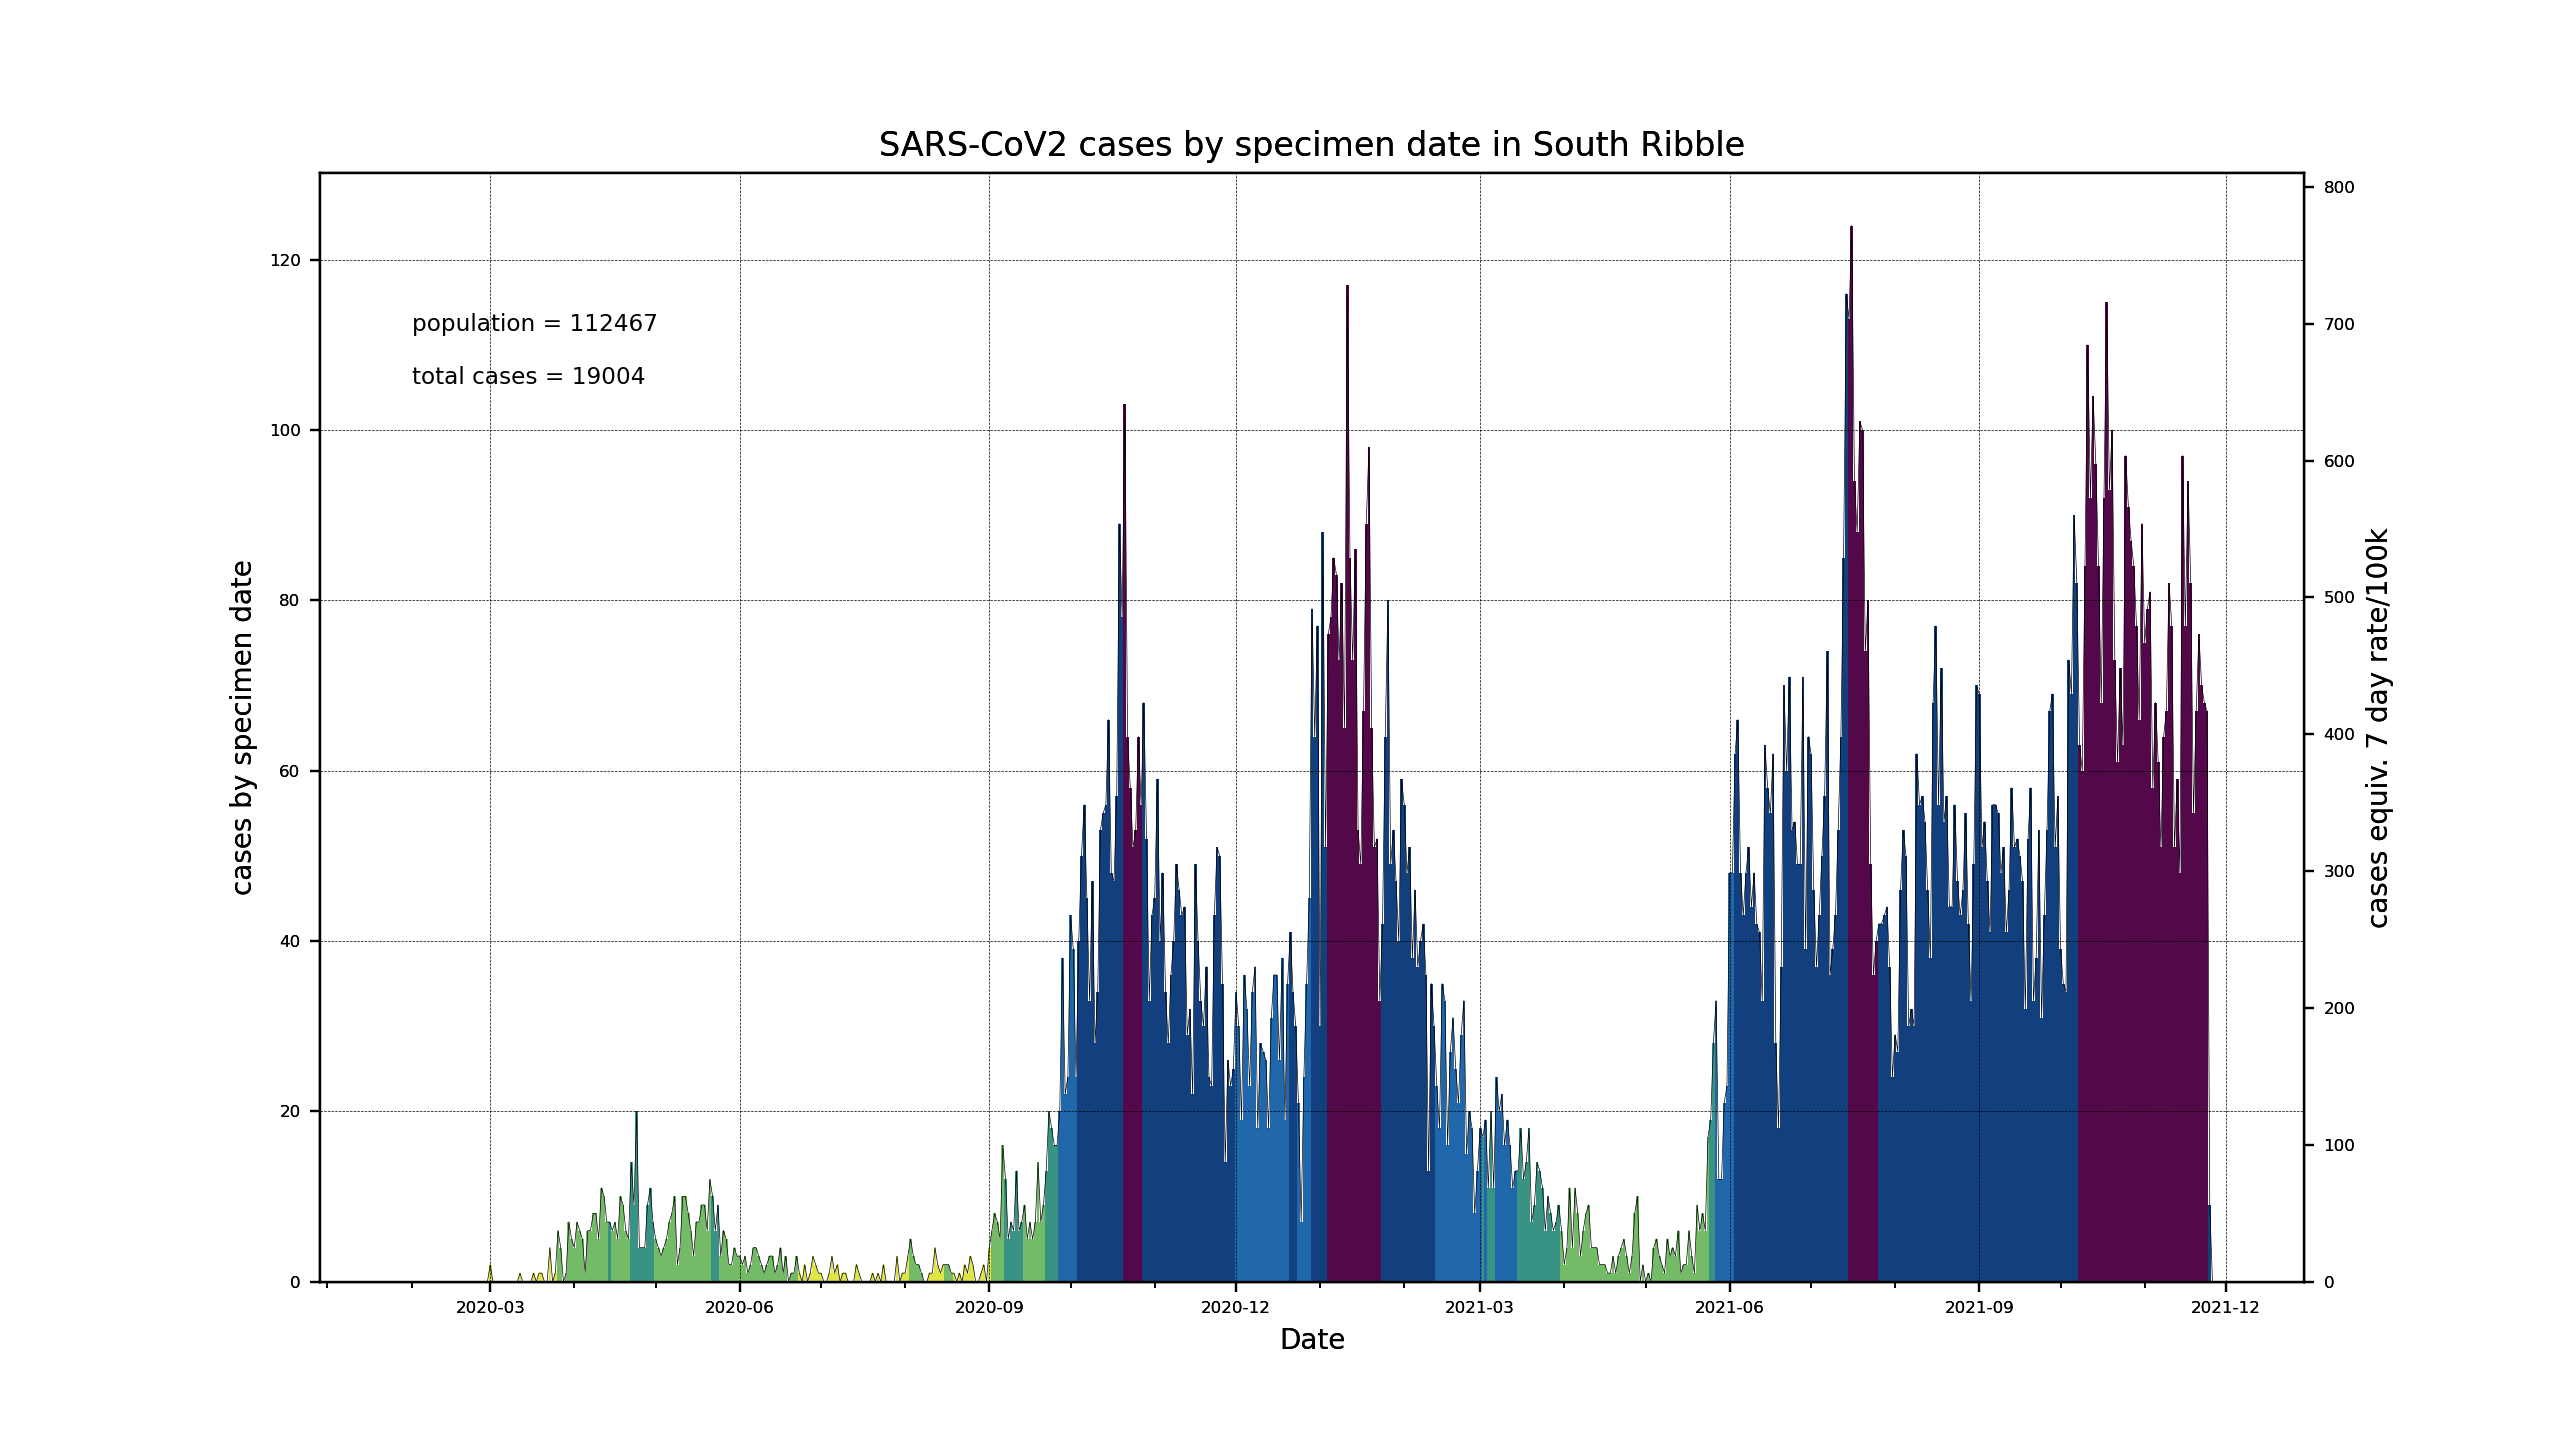 SARS-CoV2 cases by specimen date in South Ribble
population = 112467
total cases = 19004
cases by specimen date
0
20
40
60
80
100
120
cases equiv. 7 day rate/100k
0
100
200
300
400
500
600
700
800
2020-03 2020-06 2020-09 2020-12 2021-03 2021-06 2021-09 2021-12
Date